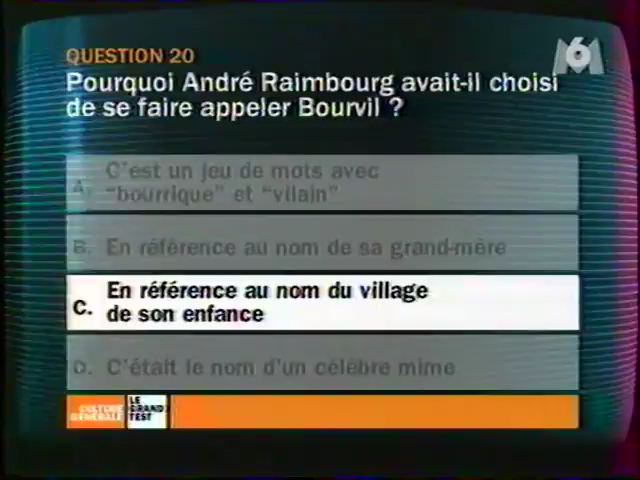 QUESTION 20
Pourquoi André Raimbourg avait-il choisi
de se faire appeler Bourvil ?
A. C'est un jeu de mots avec
"bourrique" et "vilain"
B. En référence au nom de sa grand-mère
C. En référence au nom du village
de son enfance
D. C'était le nom d'un célèbre mime
CULTURE
GÉNÉRALE
LE
GRAND
TEST
M6